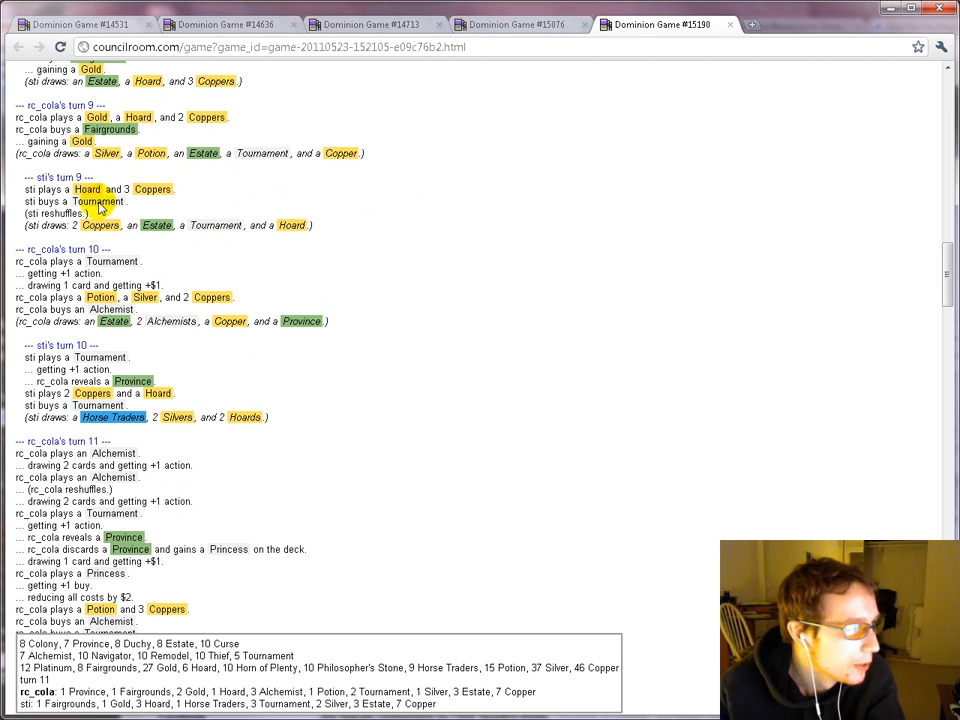 Dominion Game #14531
Dominion Game #14636
Dominion Game #14713
Dominion Game #15076
Dominion Game #15190
councilroom.com/game?game_id=game-20110523-152105-e09c76b2.html
... gaining a Gold.
(sti draws: an Estate, a Hoard, and 3 Coppers.)
--- rc_cola's turn 9 ---
rc_cola plays a Gold, a Hoard, and 2 Coppers.
rc_cola buys a Fairgrounds.
... gaining a Gold.
(rc_cola draws: a Silver, a Potion, an Estate, a Tournament, and a Copper.)
--- sti's turn 9 ---
sti plays a Hoard and 3 Coppers.
sti buys a Tournament.
(sti reshuffles.)
(sti draws: 2 Coppers, an Estate, a Tournament, and a Hoard.)
--- rc_cola's turn 10 ---
rc_cola plays a Tournament.
... getting +1 action.
... drawing 1 card and getting +$1.
rc_cola plays a Potion, a Silver, and 2 Coppers.
rc_cola buys an Alchemist.
(rc_cola draws: an Estate, 2 Alchemists, a Copper, and a Province.)
--- sti's turn 10 ---
sti plays a Tournament.
... getting +1 action.
... rc_cola reveals a Province.
sti plays 2 Coppers and a Hoard.
sti buys a Tournament.
(sti draws: a Horse Traders, 2 Silvers, and 2 Hoards.)
--- rc_cola's turn 11 ---
rc_cola plays an Alchemist.
... drawing 2 cards and getting +1 action.
rc_cola plays an Alchemist.
... (rc_cola reshuffles.)
... drawing 2 cards and getting +1 action.
rc_cola plays a Tournament.
... getting +1 action.
... rc_cola reveals a Province.
... rc_cola discards a Province and gains a Princess on the deck.
... drawing 1 card and getting +$1.
rc_cola plays a Princess.
... getting +1 buy.
... reducing all costs by $2.
rc_cola plays a Potion and 3 Coppers.
rc_cola buys an Alchemist.
rc_cola buys a Tournament.
8 Colony, 7 Province, 8 Duchy, 8 Estate, 10 Curse
7 Alchemist, 10 Navigator, 10 Remodel, 10 Thief, 5 Tournament
12 Platinum, 8 Fairgrounds, 27 Gold, 6 Hoard, 10 Horn of Plenty, 10 Philosopher's Stone, 9 Horse Traders, 15 Potion, 37 Silver, 46 Copper
turn 11
rc_cola: 1 Province, 1 Fairgrounds, 2 Gold, 1 Hoard, 3 Alchemist, 1 Potion, 2 Tournament, 1 Silver, 3 Estate, 7 Copper
sti: 1 Fairgrounds, 1 Gold, 3 Hoard, 1 Horse Traders, 3 Tournament, 2 Silver, 3 Estate, 7 Copper